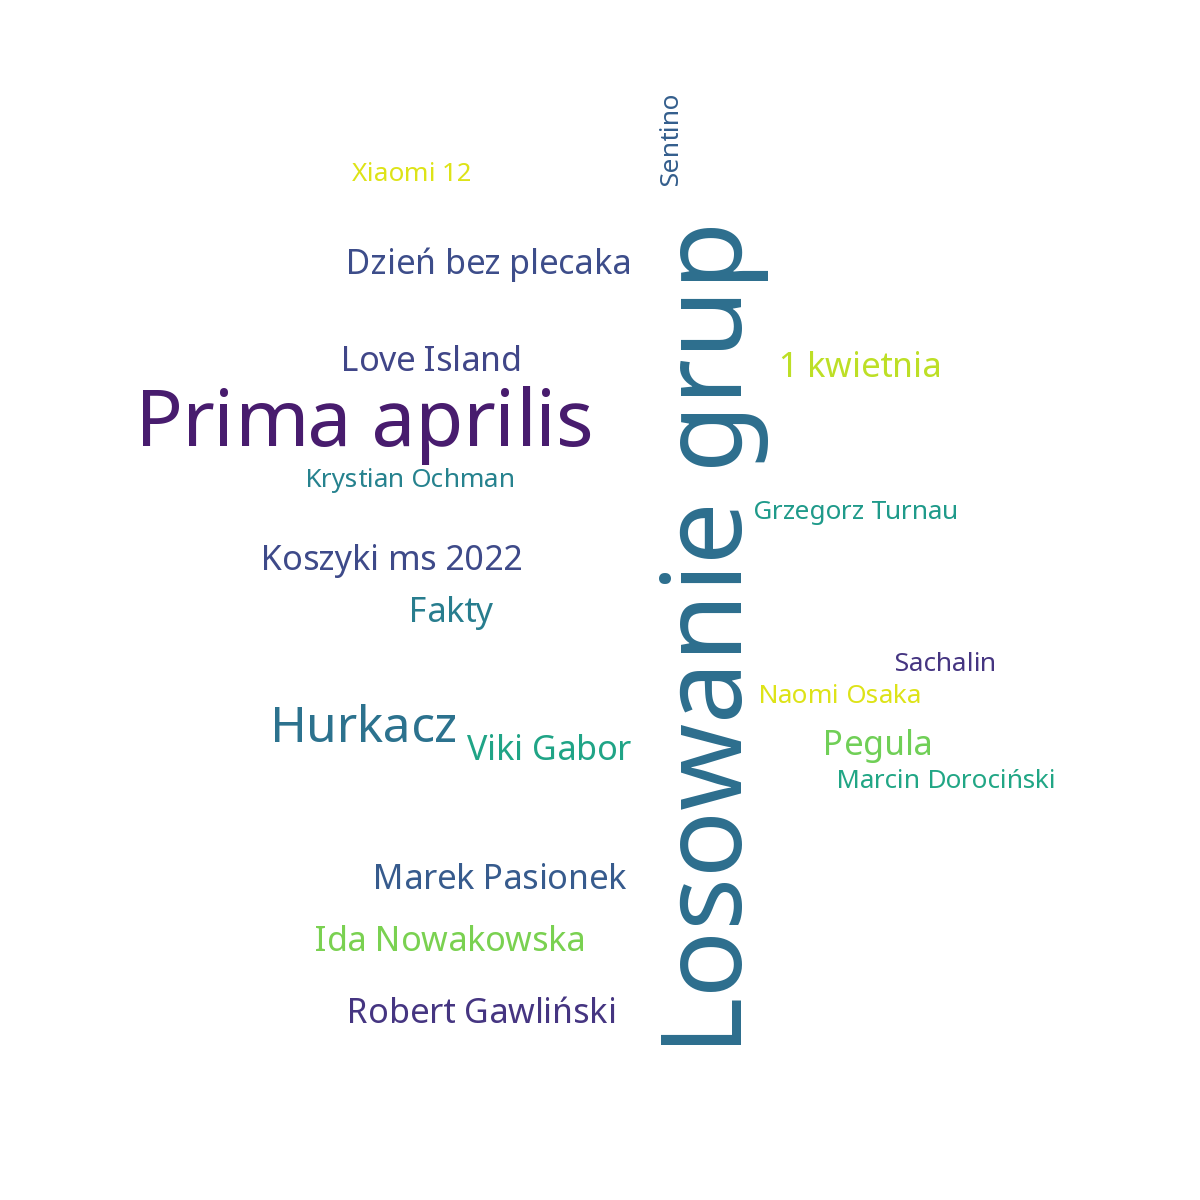 Sentino
Xiaomi 12
Dzień bez plecaka
Love Island
1 kwietnia
Prima aprilis
Krystian Ochman
Grzegorz Turnau
Koszyki ms 2022
Fakty
Losowanie grup
Sachalin
Naomi Osaka
Hurkacz
Viki Gabor
Pegula
Marcin Dorociński
Marek Pasionek
Ida Nowakowska
Robert Gawliński